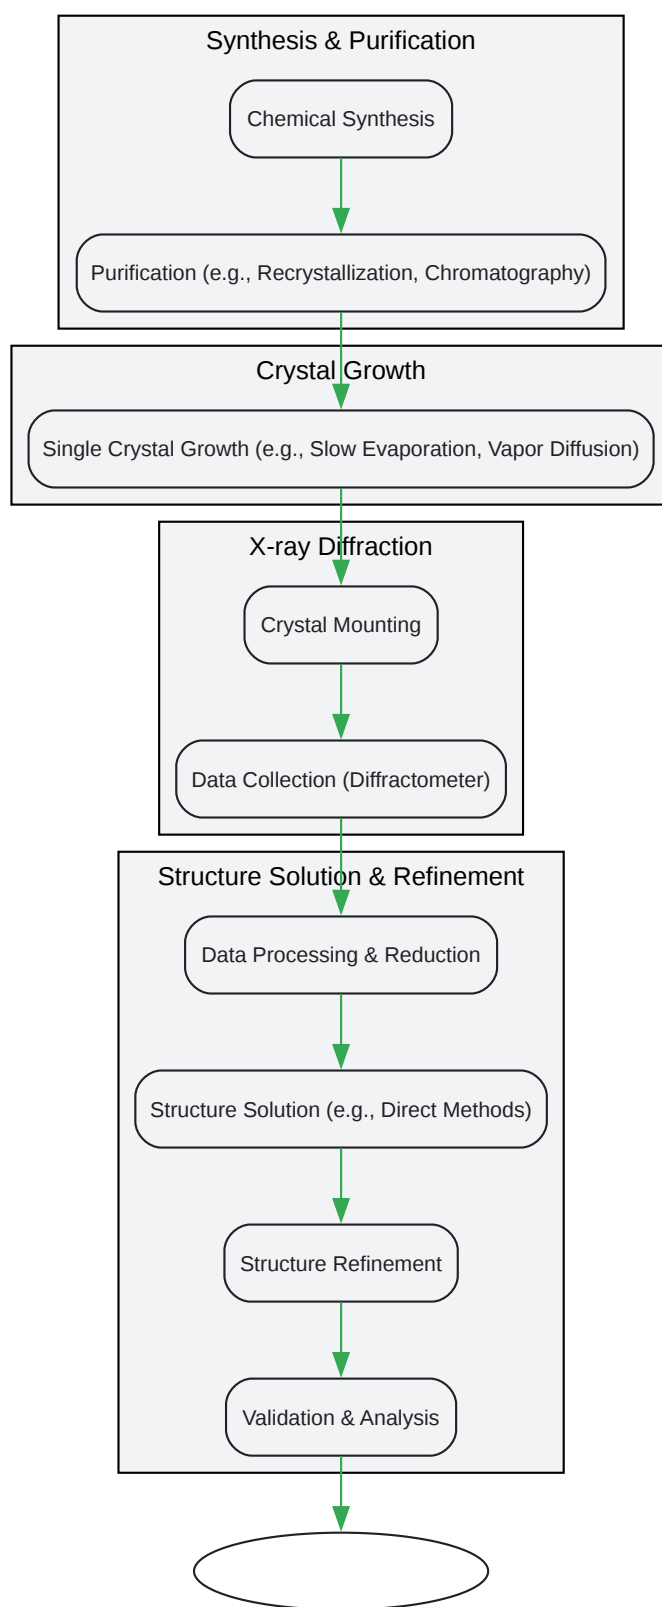 Synthesis & Purification
Chemical Synthesis
Purification (e.g., Recrystallization, Chromatography)
Crystal Growth
Single Crystal Growth (e.g., Slow Evaporation, Vapor Diffusion)
X-ray Diffraction
Crystal Mounting
Data Collection (Diffractometer)
Structure Solution & Refinement
Data Processing & Reduction
Structure Solution (e.g., Direct Methods)
Structure Refinement
Validation & Analysis